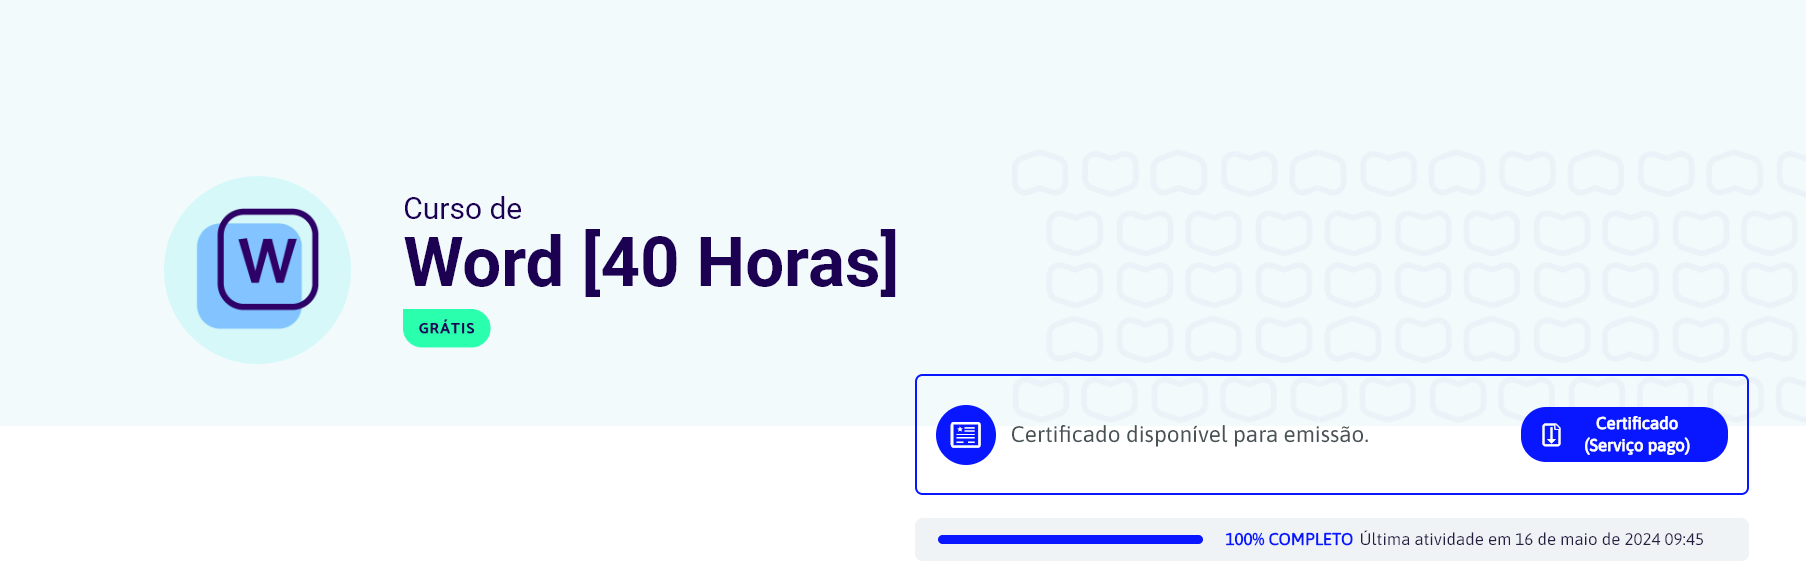 W
Curso de
Word [40 Horas]
GRÁTIS
Certificado disponível para emissão.
Certificado
(Serviço pago)
100% COMPLETO Última atividade em 16 de maio de 2024 09:45